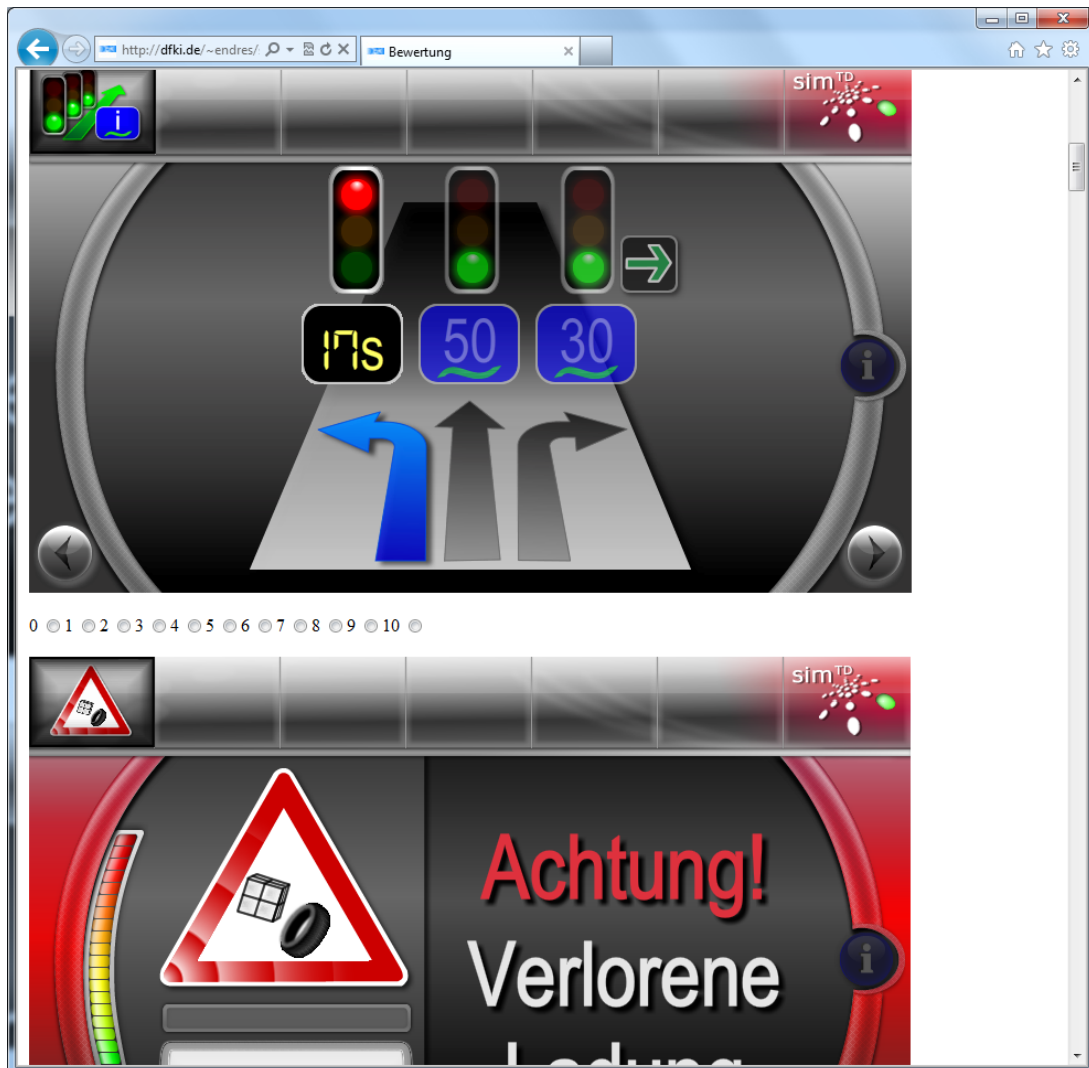 http://dfki.de/~endres/
Bewertung
simTD
i
17s
50
30
i
0 1 2 3 4 5 6 7 8 9 10
simTD
Achtung!
Verlorene
i
Ladung